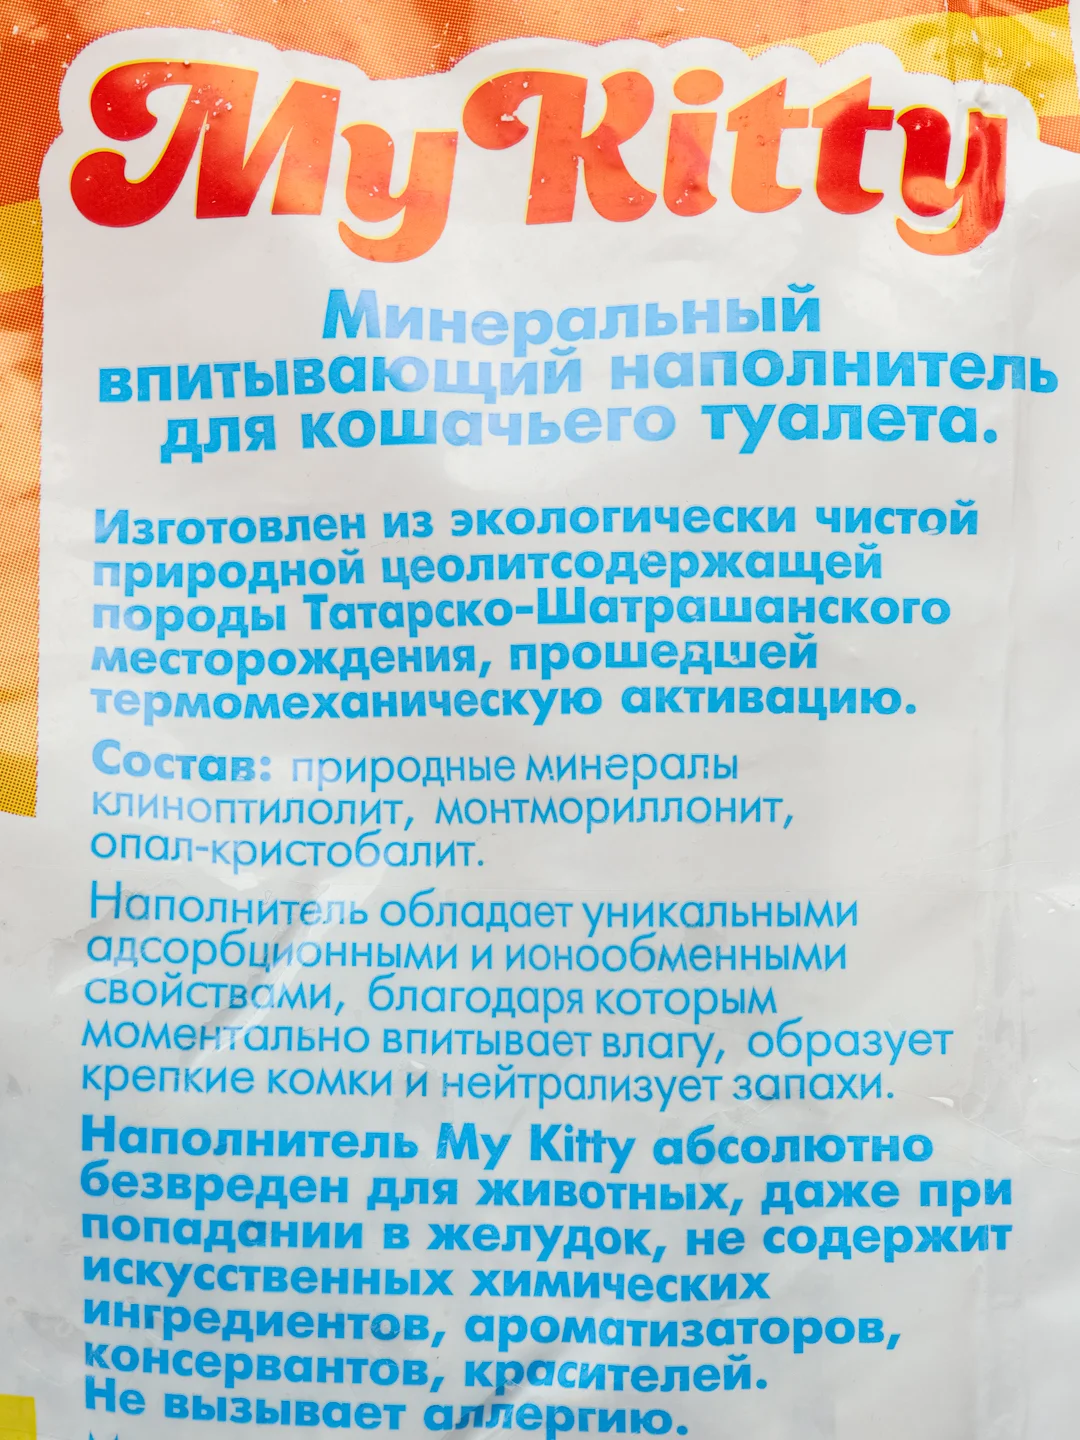 My Kitty
Минеральный
впитывающий наполнитель
для кошачьего туалета.
Изготовлен из экологически чистой
природной цеолитсодержащей
породы Татарско-Шатрашанского
месторождения, прошедшей
термомеханическую активацию.
Состав: природные минералы
клиноптилолит, монтмориллонит,
опал-кристобалит.
Наполнитель обладает уникальными
адсорбционными и ионообменными
свойствами, благодаря которым
моментально впитывает влагу, образует
крепкие комки и нейтрализует запахи.
Наполнитель My Kitty абсолютно
безвреден для животных, даже при
попадании в желудок, не содержит
искусственных химических
ингредиентов, ароматизаторов,
консервантов, красителей.
Не вызывает аллергию.